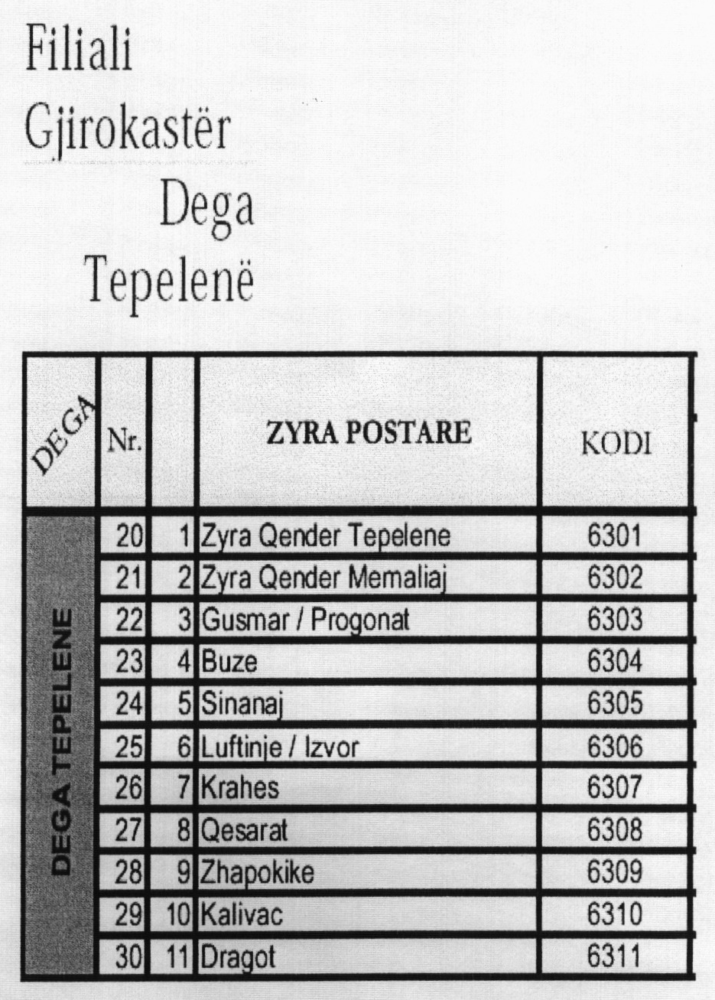 Filiali
Gjirokastër
Dega
Tepelenë
DEGA Nr. ZYRA POSTARE KODI
DEGA TEPELENE
20 1 Zyra Qender Tepelene 6301
21 2 Zyra Qender Memaliaj 6302
22 3 Gusmar / Progonat 6303
23 4 Buze 6304
24 5 Sinanaj 6305
25 6 Luftinje / Izvor 6306
26 7 Krahes 6307
27 8 Qesarat 6308
28 9 Zhapokike 6309
29 10 Kalivac 6310
30 11 Dragot 6311